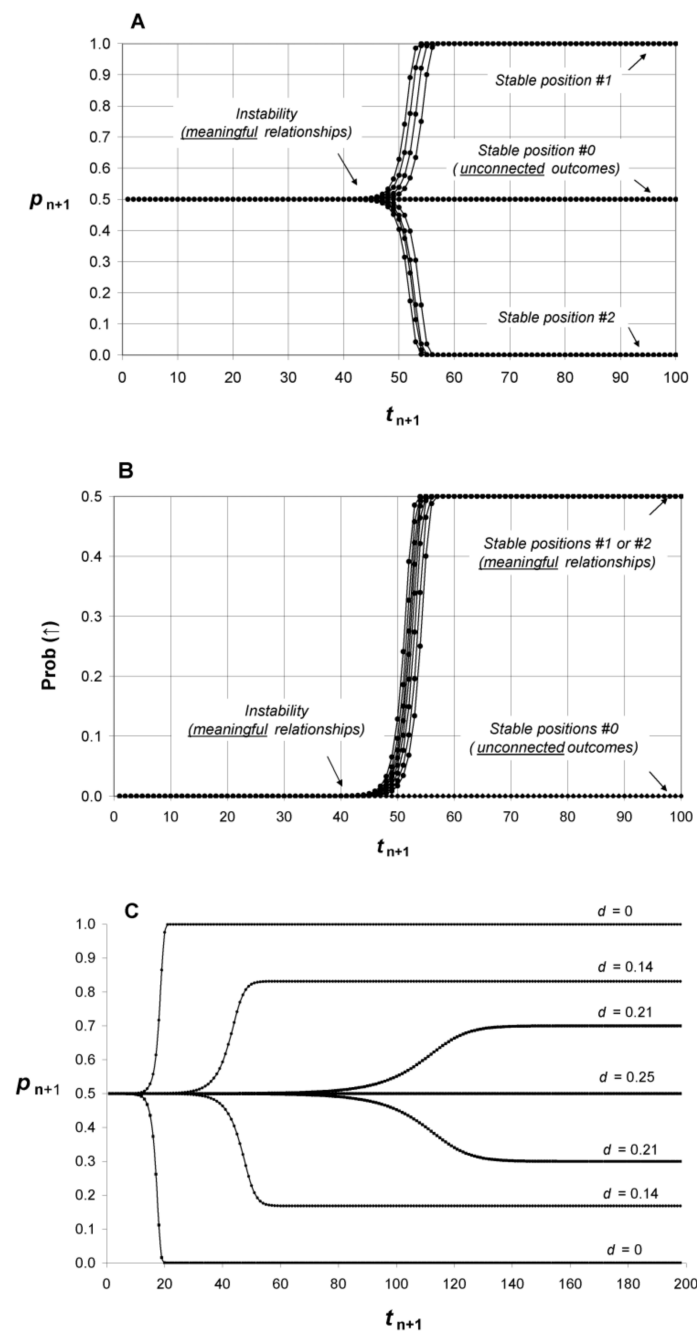 A
1.0
0.9
0.8
0.7
0.6
0.5
0.4
0.3
0.2
0.1
0.0
p n+1
Stable position #1
Instability
(meaningful relationships)
Stable position #0
(unconnected outcomes)
Stable position #2
0 10 20 30 40 50 60 70 80 90 100
t n+1
B
0.5
0.4
0.3
0.2
0.1
0.0
Prob (↑)
Stable positions #1 or #2
(meaningful relationships)
Instability
(meaningful relationships)
Stable positions #0
(unconnected outcomes)
0 10 20 30 40 50 60 70 80 90 100
t n+1
C
1.0
0.9
0.8
0.7
0.6
0.5
0.4
0.3
0.2
0.1
0.0
p n+1
d = 0
d = 0.14
d = 0.21
d = 0.25
d = 0.21
d = 0.14
d = 0
0 20 40 60 80 100 120 140 160 180 200
t n+1